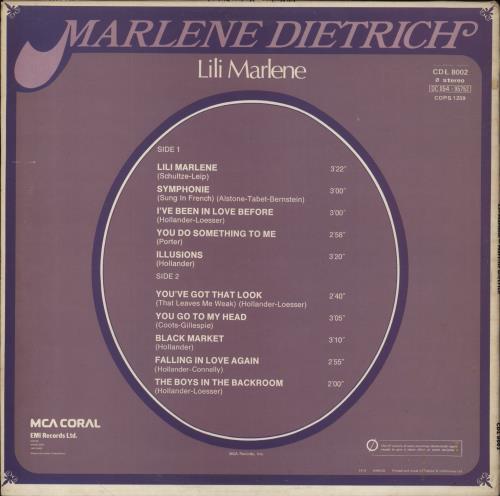 MARLENE DIETRICH
Lili Marlene
CDL 8002
ø stereo
OC 054·95762
COPS 1259
SIDE 1
LILI MARLENE 3'22"
(Schultze-Leip)
SYMPHONIE 3'00"
(Sung In French) (Alstone-Tabet-Bernstein)
I'VE BEEN IN LOVE BEFORE 3'00"
(Hollander-Loesser)
YOU DO SOMETHING TO ME 2'58"
(Porter)
ILLUSIONS 3'20"
(Hollander)
SIDE 2
YOU'VE GOT THAT LOOK 2'40"
(That Leaves Me Weak) (Hollander-Loesser)
YOU GO TO MY HEAD 3'05"
(Coots-Gillespie)
BLACK MARKET 3'10"
(Hollander)
FALLING IN LOVE AGAIN 2'55"
(Hollander-Connelly)
THE BOYS IN THE BACKROOM 2'00"
(Hollander-Loesser)
MCA CORAL
EMI Records Ltd.
MCA Records, Inc.